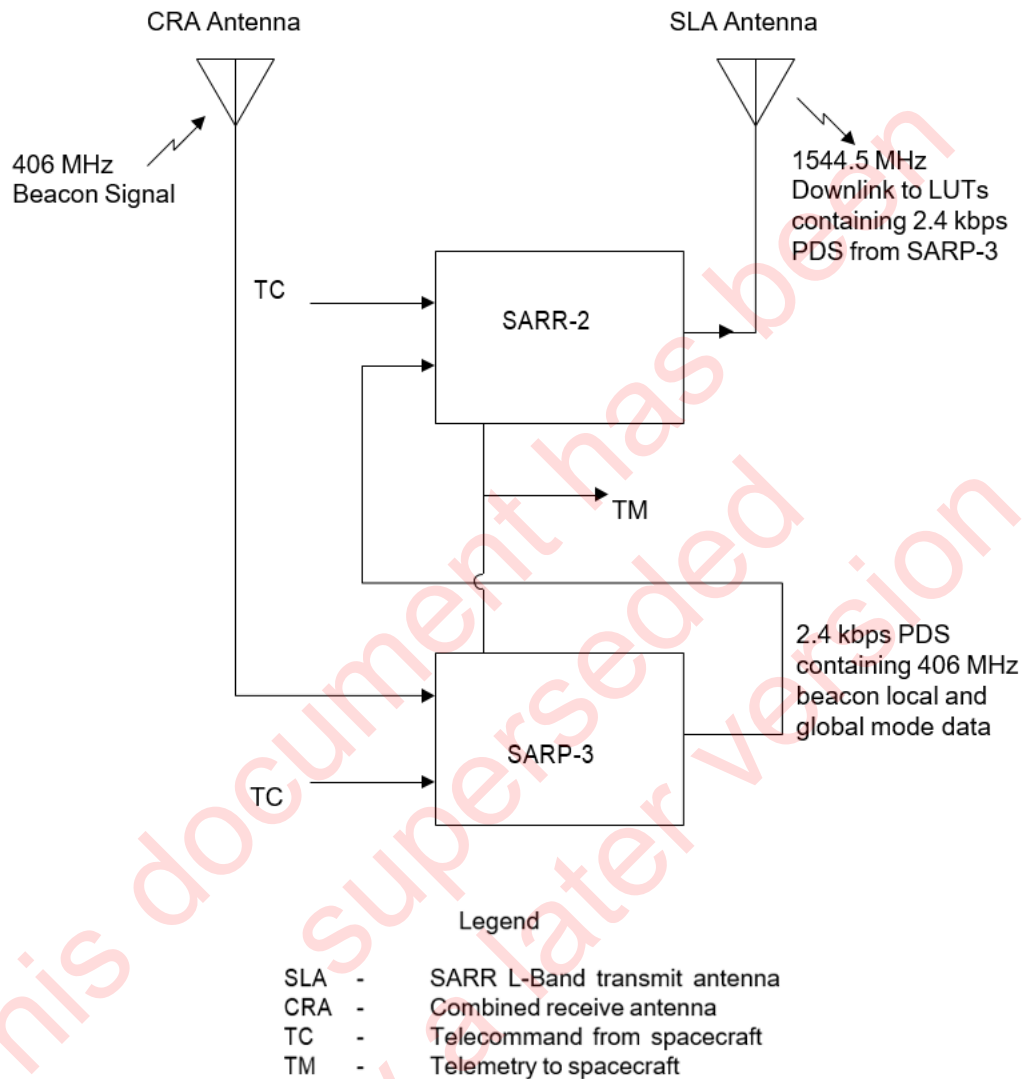 CRA Antenna
SLA Antenna
406 MHz
Beacon Signal
1544.5 MHz
Downlink to LUTs
containing 2.4 kbps
PDS from SARP-3
TC
SARR-2
TM
2.4 kbps PDS
containing 406 MHz
beacon local and
global mode data
SARP-3
TC
Legend
SLA - SARR L-Band transmit antenna
CRA - Combined receive antenna
TC - Telecommand from spacecraft
TM - Telemetry to spacecraft
his document has been
superseded
a later version